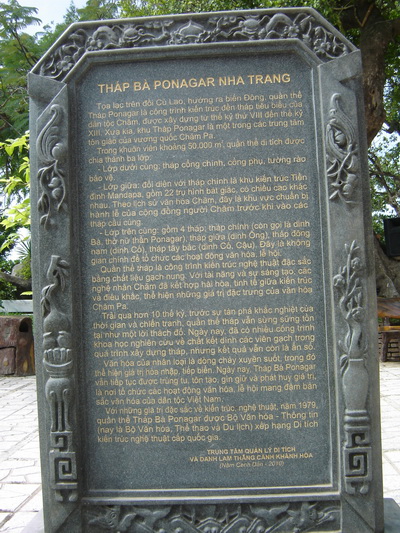 THÁP BÀ PONAGAR NHA TRANG
Tọa lạc trên đồi Cù Lao, hướng ra biển Đông, quần thể
Tháp Ponagar là công trình kiến trúc đền tháp tiêu biểu của
dân tộc Chăm, được xây dựng từ thế kỷ thứ VIII đến thế kỷ
XIII. Xưa kia, khu Tháp Ponagar là một trong các trung tâm
tôn giáo của vương quốc Chăm Pa.
Trong khuôn viên khoảng 50.000 m², quần thể di tích được
chia thành ba lớp:
- Lớp dưới cùng: tháp cổng chính, cổng phụ, tường rào
bảo vệ.
- Lớp giữa: đối diện với tháp chính là khu kiến trúc Tiền
đình Mandapa, gồm 22 trụ hình bát giác, có chiều cao khác
nhau. Theo lịch sử văn hóa Chăm, đây là khu vực chuẩn bị
hành lễ của cộng đồng người Chăm trước khi vào các
tháp cầu cúng.
- Lớp trên cùng: gồm 4 tháp; tháp chính (còn gọi là dinh
Bà, thờ nữ thần Ponagar), tháp giữa (dinh Ông), tháp đông
nam (dinh Cố), tháp tây bắc (dinh Cô, Cậu). Đây là không
gian chính để tổ chức các hoạt động văn hóa, lễ hội.
Quần thể tháp là công trình kiến trúc nghệ thuật đặc sắc
bằng chất liệu gạch nung. Với tài năng và sự sáng tạo, các
nghệ nhân Chăm đã kết hợp hài hòa, tinh tế giữa kiến trúc
và điêu khắc, thể hiện những giá trị đặc trưng của văn hóa
Chăm Pa.
Trải qua hơn 10 thế kỷ, trước sự tàn phá khắc nghiệt của
thời gian và chiến tranh, quần thể tháp vẫn sừng sững tồn
tại như một lời thách đố. Ngày nay, đã có nhiều công trình
khoa học nghiên cứu về chất kết dính các viên gạch trong
quá trình xây dựng tháp, nhưng kết quả vẫn còn là ẩn số.
Văn hóa của nhân loại là dòng chảy xuyên suốt, trong đó
thể hiện giá trị hòa nhập, tiếp biến. Ngày nay, Tháp Bà Ponagar
vẫn tiếp tục được trùng tu, tôn tạo, gìn giữ và phát huy giá trị,
là nơi tổ chức các hoạt động văn hóa, lễ hội mang đậm bản
sắc văn hóa của dân tộc Việt Nam.
Với những giá trị đặc sắc về kiến trúc, nghệ thuật, năm 1979,
quần thể Tháp Bà Ponagar được Bộ Văn hóa - Thông tin
(nay là Bộ Văn hóa, Thể thao và Du lịch) xếp hạng Di tích
kiến trúc nghệ thuật cấp quốc gia.
TRUNG TÂM QUẢN LÝ DI TÍCH
VÀ DANH LAM THẮNG CẢNH KHÁNH HÒA
(Năm Canh Dần - 2010)